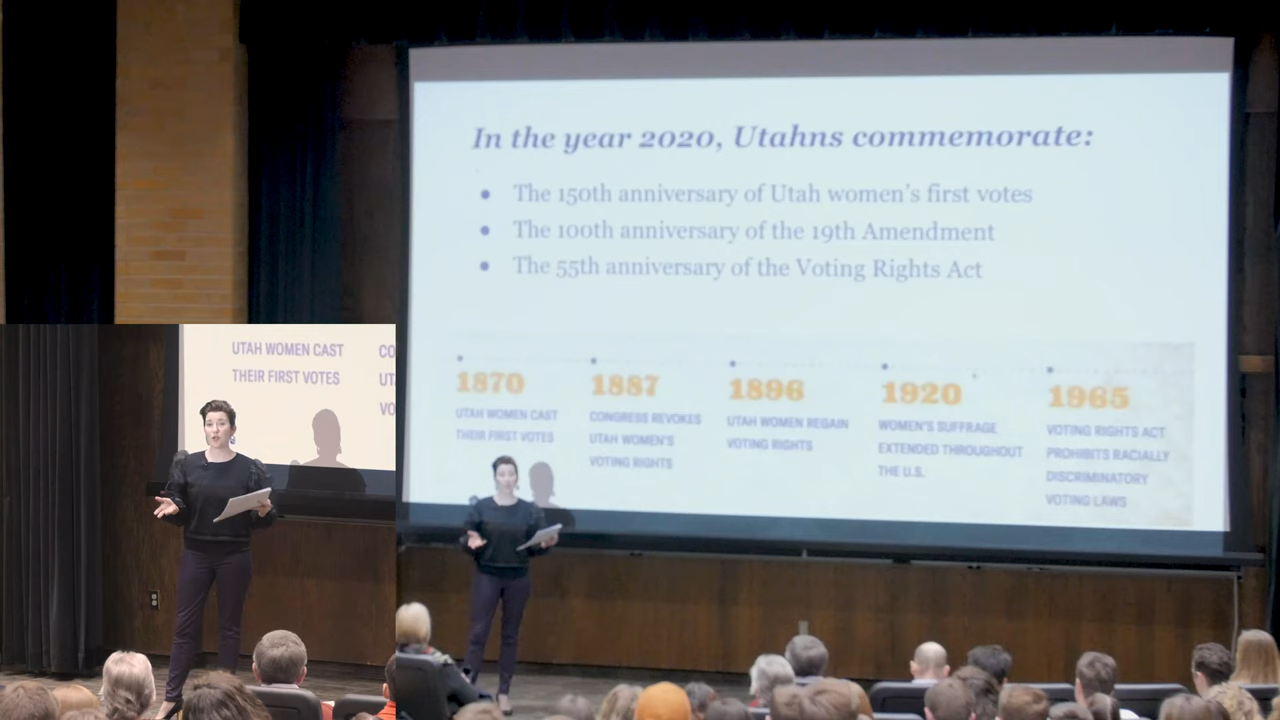 In the year 2020, Utahns commemorate:
• The 150th anniversary of Utah women's first votes
• The 100th anniversary of the 19th Amendment
• The 55th anniversary of the Voting Rights Act
1870
UTAH WOMEN CAST
THEIR FIRST VOTES
1887
CONGRESS REVOKES
UTAH WOMEN'S
VOTING RIGHTS
1896
UTAH WOMEN REGAIN
VOTING RIGHTS
1920
WOMEN'S SUFFRAGE
EXTENDED THROUGHOUT
THE U.S.
1965
VOTING RIGHTS ACT
PROHIBITS RACIALLY
DISCRIMINATORY
VOTING LAWS
UTAH WOMEN CAST
THEIR FIRST VOTES
CO
UT
VO